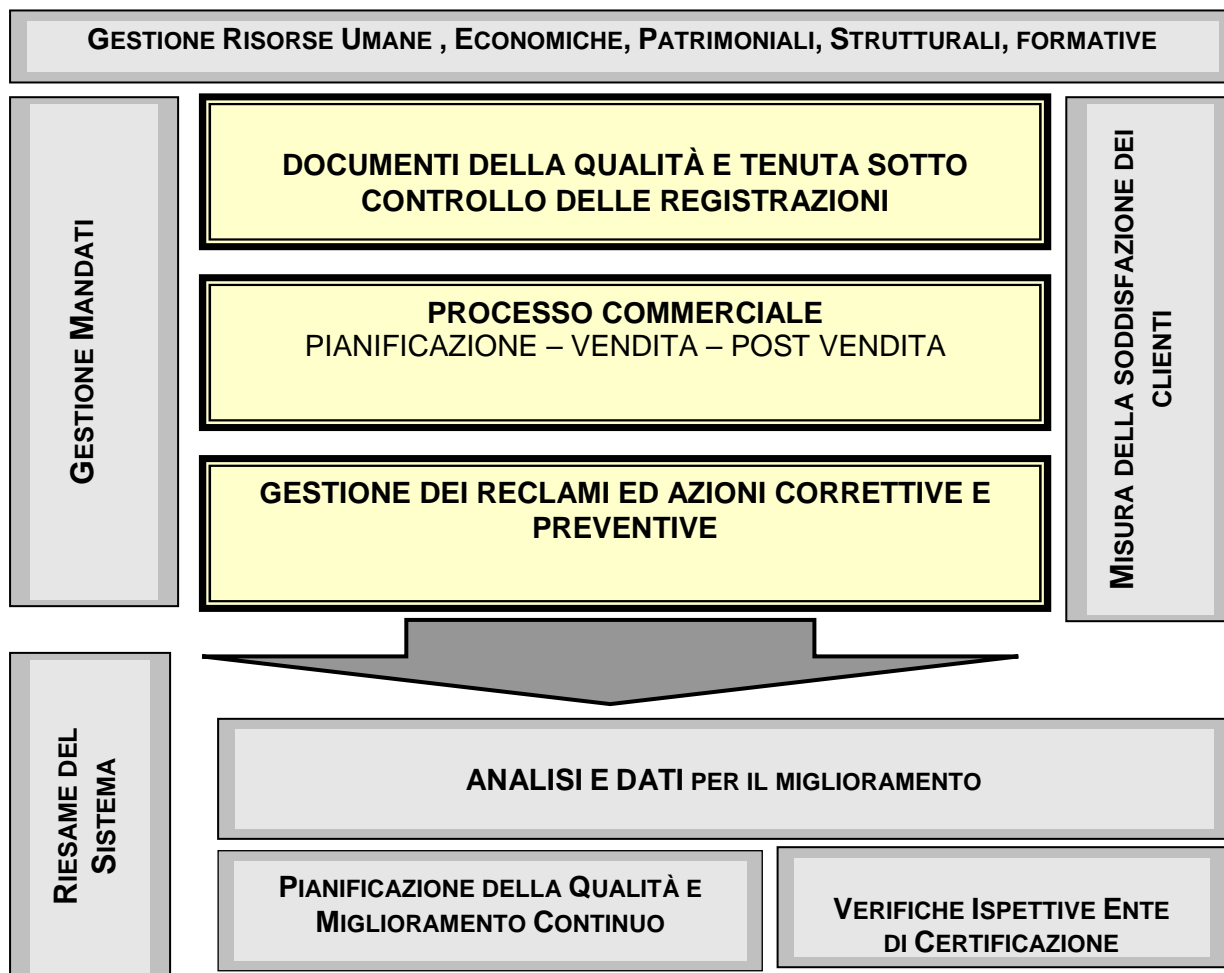 GESTIONE RISORSE UMANE , ECONOMICHE, PATRIMONIALI, STRUTTURALI, FORMATIVE
GESTIONE MANDATI
DOCUMENTI DELLA QUALITÀ E TENUTA SOTTO
CONTROLLO DELLE REGISTRAZIONI
PROCESSO COMMERCIALE
PIANIFICAZIONE – VENDITA – POST VENDITA
GESTIONE DEI RECLAMI ED AZIONI CORRETTIVE E
PREVENTIVE
MISURA DELLA SODDISFAZIONE DEI
CLIENTI
RIESAME DEL
SISTEMA
ANALISI E DATI PER IL MIGLIORAMENTO
PIANIFICAZIONE DELLA QUALITÀ E
MIGLIORAMENTO CONTINUO
VERIFICHE ISPETTIVE ENTE
DI CERTIFICAZIONE